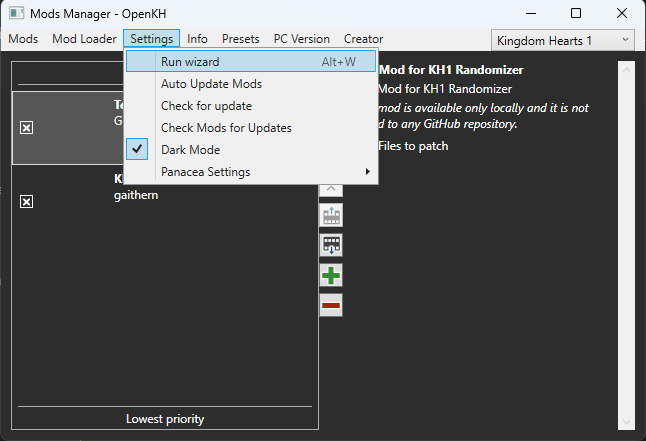 Mods Manager - OpenKH
Mods Mod Loader Settings Info Presets PC Version Creator Kingdom Hearts 1
Run wizard Alt+W
Auto Update Mods
Check for update
Check Mods for Updates
Dark Mode
Panacea Settings
Mod for KH1 Randomizer
Mod for KH1 Randomizer
mod is available only locally and it is not
to any GitHub repository.
Files to patch
gaithern
Lowest priority